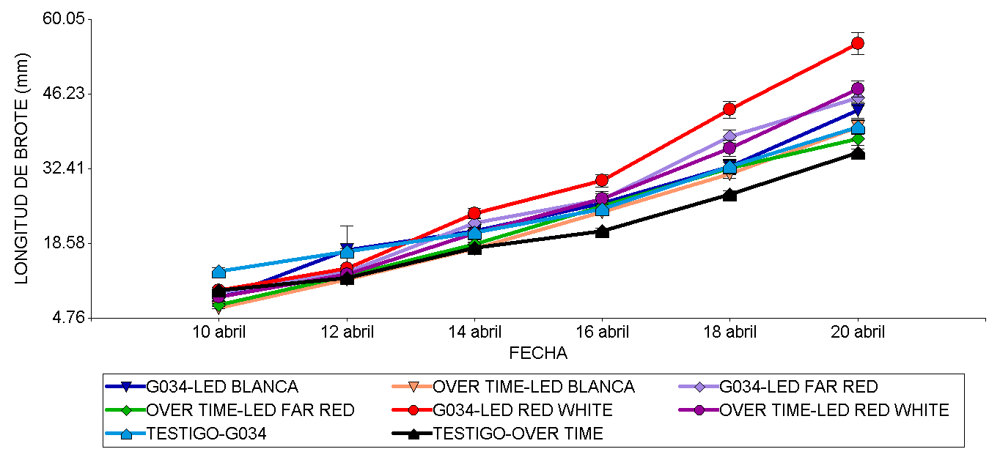 60.05
46.23
32.41
18.58
4.76
LONGITUD DE BROTE (mm)
10 abril 12 abril 14 abril 16 abril 18 abril 20 abril
FECHA
G034-LED BLANCA OVER TIME-LED BLANCA G034-LED FAR RED
OVER TIME-LED FAR RED G034-LED RED WHITE OVER TIME-LED RED WHITE
TESTIGO-G034 TESTIGO-OVER TIME